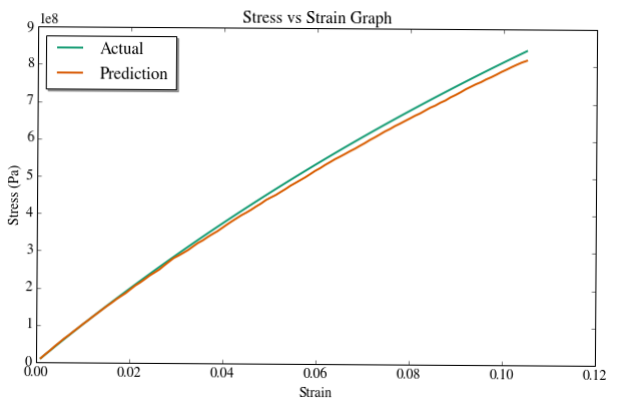 Stress vs Strain Graph
1e8
Actual
Prediction
9
8
7
6
5
4
3
2
1
0
Stress (Pa)
0.00 0.02 0.04 0.06 0.08 0.10 0.12
Strain